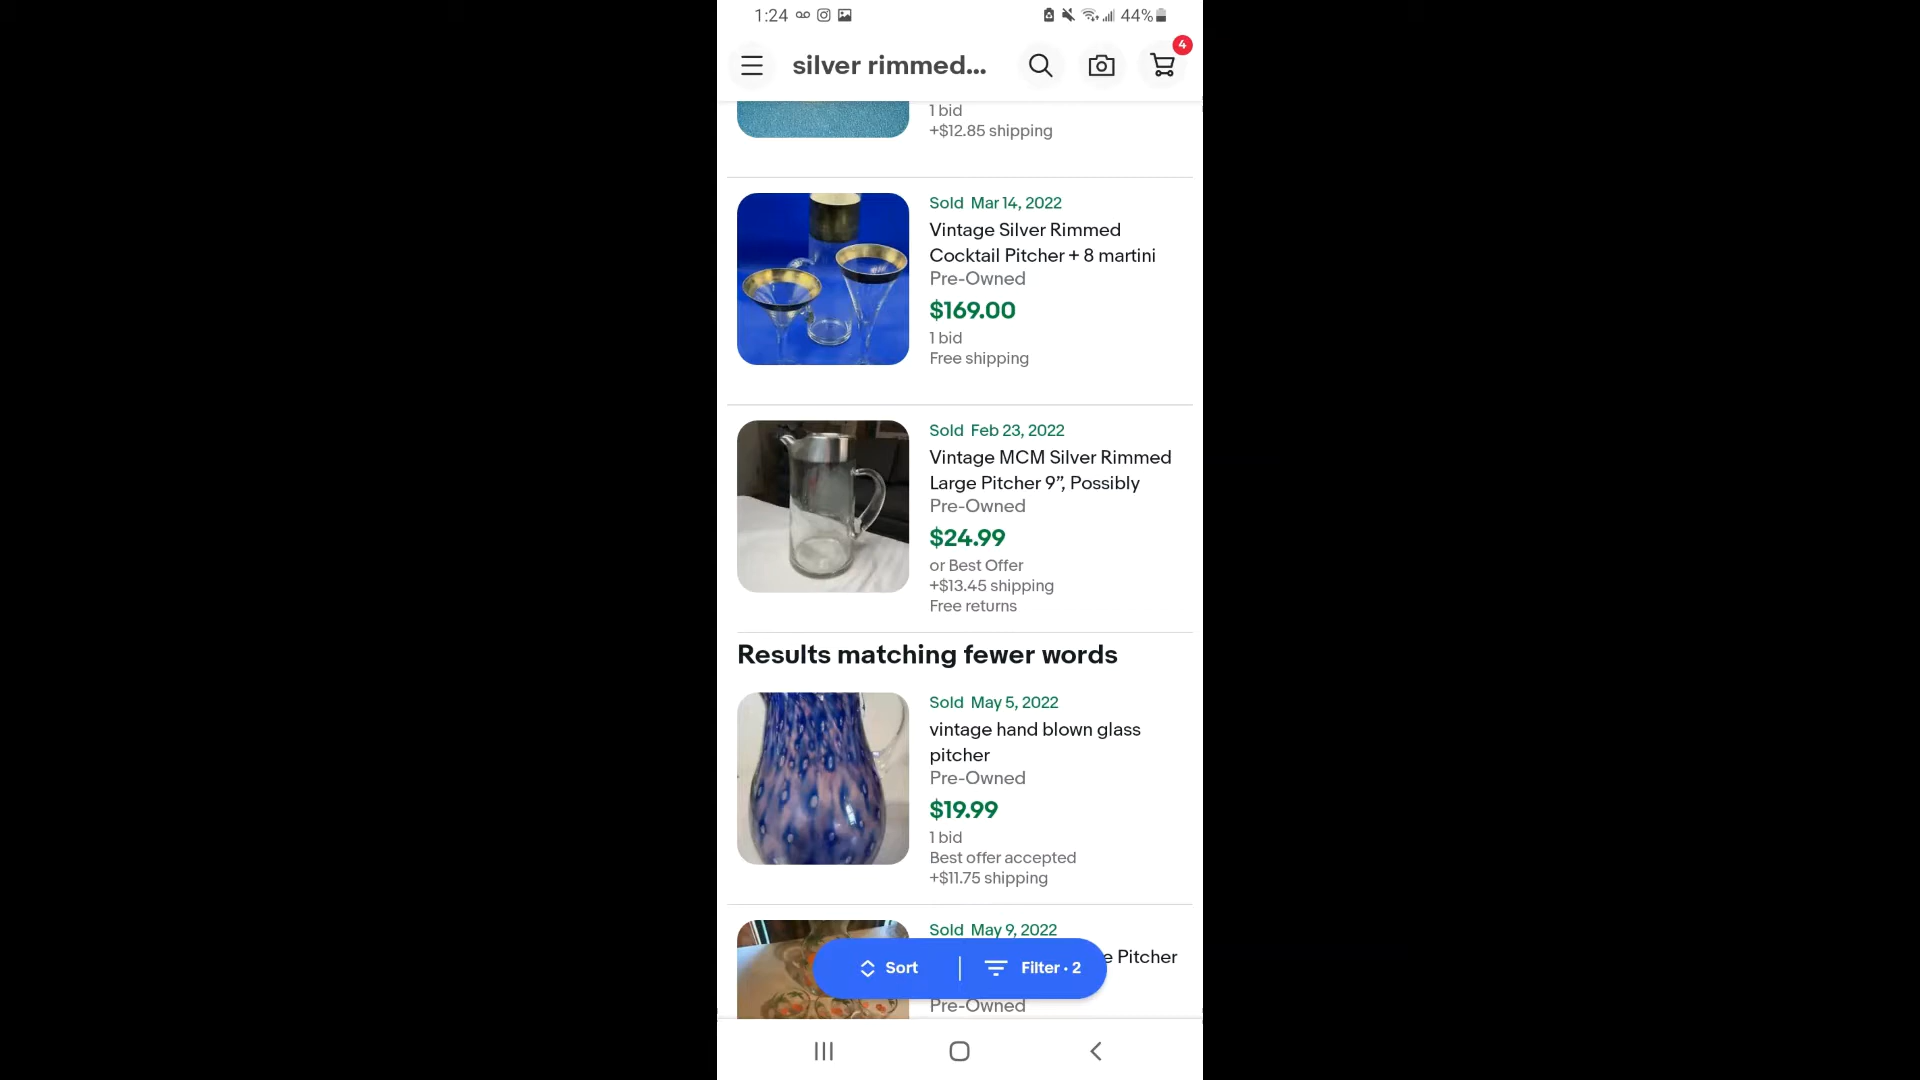 1:24
44%
silver rimmed...
4
1 bid
+$12.85 shipping
Sold Mar 14, 2022
Vintage Silver Rimmed
Cocktail Pitcher + 8 martini
Pre-Owned
$169.00
1 bid
Free shipping
Sold Feb 23, 2022
Vintage MCM Silver Rimmed
Large Pitcher 9”, Possibly
Pre-Owned
$24.99
or Best Offer
+$13.45 shipping
Free returns
Results matching fewer words
Sold May 5, 2022
vintage hand blown glass
pitcher
Pre-Owned
$19.99
1 bid
Best offer accepted
+$11.75 shipping
Sold May 9, 2022
Pitcher
Sort
Filter • 2
Pre-Owned